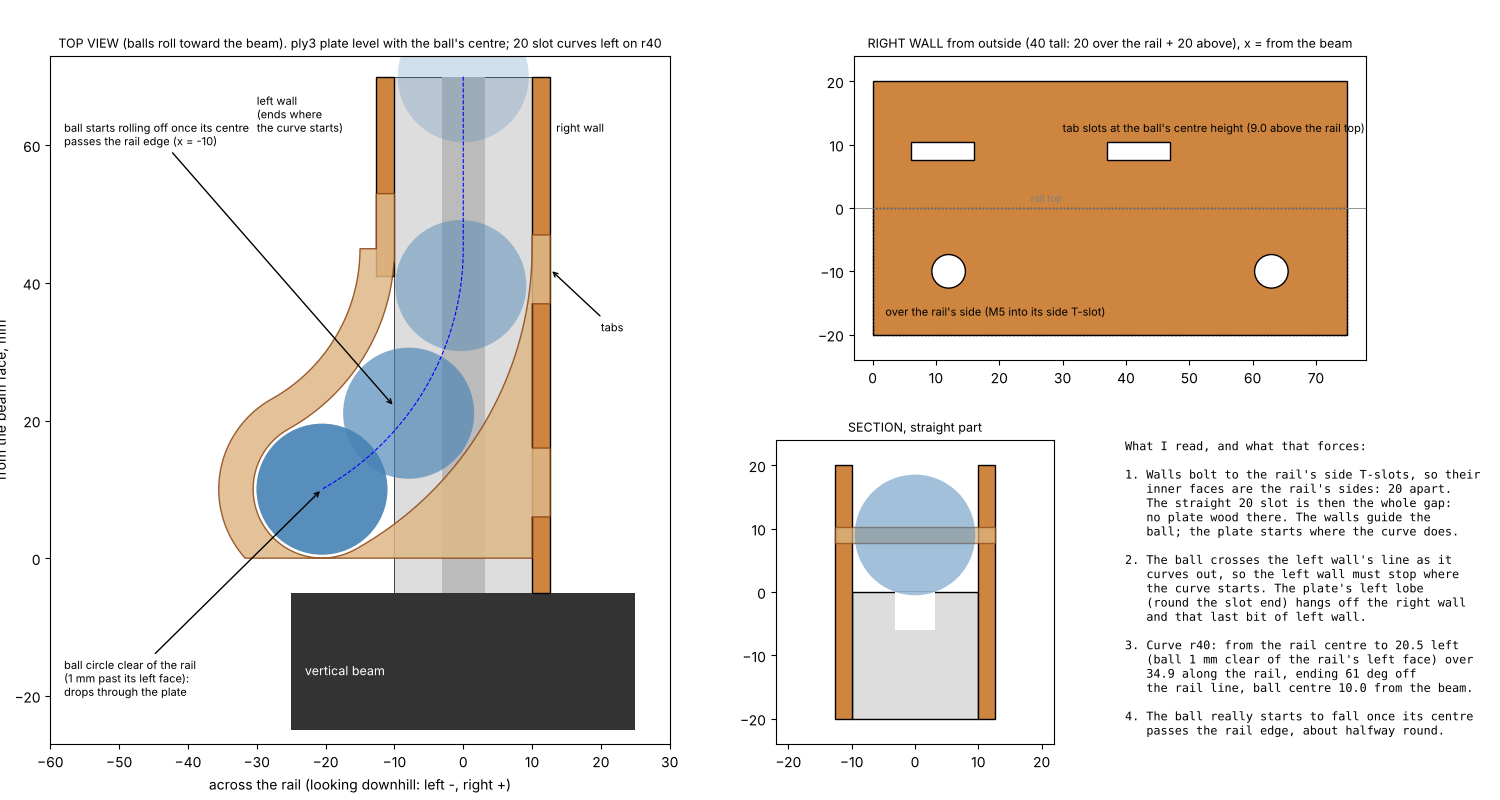 TOP VIEW (balls roll toward the beam). ply3 plate level with the ball's centre; 20 slot curves left on r40
left wall
(ends where
the curve starts)
ball starts rolling off once its centre
passes the rail edge (x = -10)
right wall
tabs
ball circle clear of the rail
(1 mm past its left face):
drops through the plate
vertical beam
60
40
20
0
−20
−60 −50 −40 −30 −20 −10 0 10 20 30
across the rail (looking downhill: left -, right +)
from the beam face, mm
RIGHT WALL from outside (40 tall: 20 over the rail + 20 above), x = from the beam
tab slots at the ball's centre height (9.0 above the rail top)
rail top
over the rail's side (M5 into its side T-slot)
20
10
0
−10
−20
0 10 20 30 40 50 60 70
SECTION, straight part
20
10
0
−10
−20
−20 −10 0 10 20
What I read, and what that forces:
1. Walls bolt to the rail's side T-slots, so their
inner faces are the rail's sides: 20 apart.
The straight 20 slot is then the whole gap:
no plate wood there. The walls guide the
ball; the plate starts where the curve does.
2. The ball crosses the left wall's line as it
curves out, so the left wall must stop where
the curve starts. The plate's left lobe
(round the slot end) hangs off the right wall
and that last bit of left wall.
3. Curve r40: from the rail centre to 20.5 left
(ball 1 mm clear of the rail's left face) over
34.9 along the rail, ending 61 deg off
the rail line, ball centre 10.0 from the beam.
4. The ball really starts to fall once its centre
passes the rail edge, about halfway round.